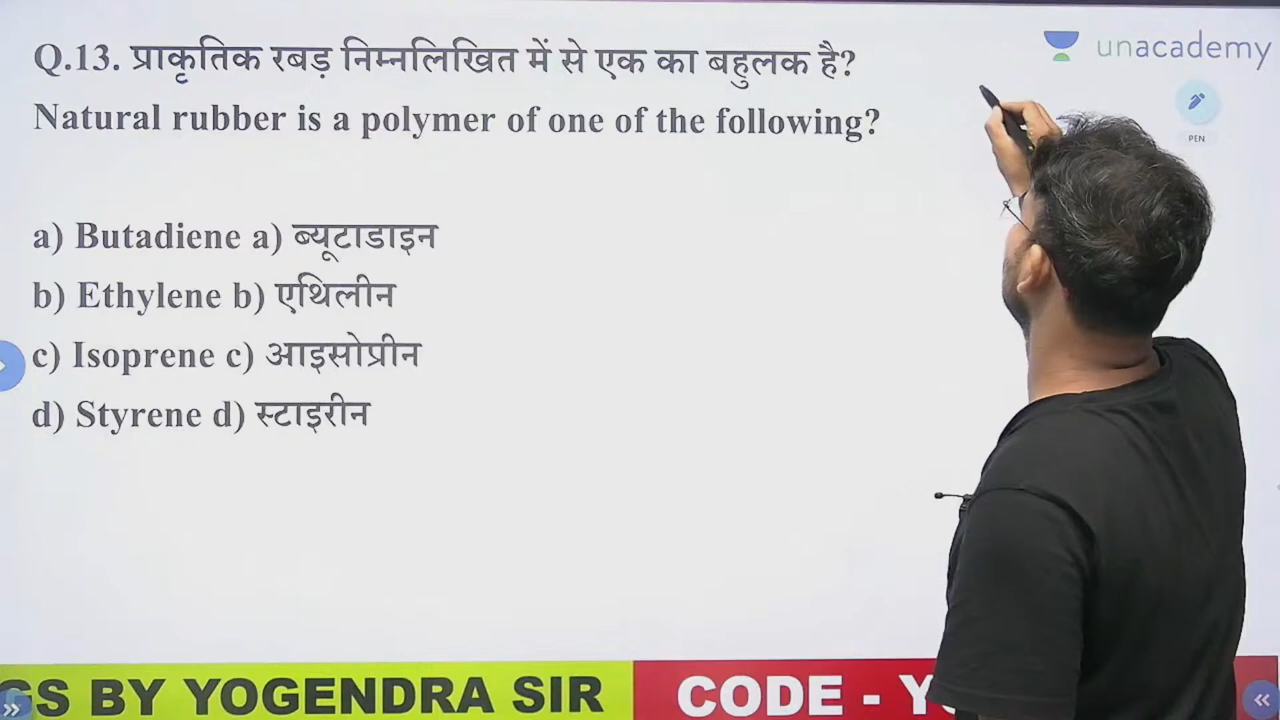 Q.13. प्राकृतिक रबड़ निम्नलिखित में से एक का बहुलक है?
unacademy
Natural rubber is a polymer of one of the following?
PEN
a) Butadiene a) ब्यूटाडाइन
b) Ethylene b) एथिलीन
c) Isoprene c) आइसोप्रीन
d) Styrene d) स्टाइरीन
GS BY YOGENDRA SIR
CODE -